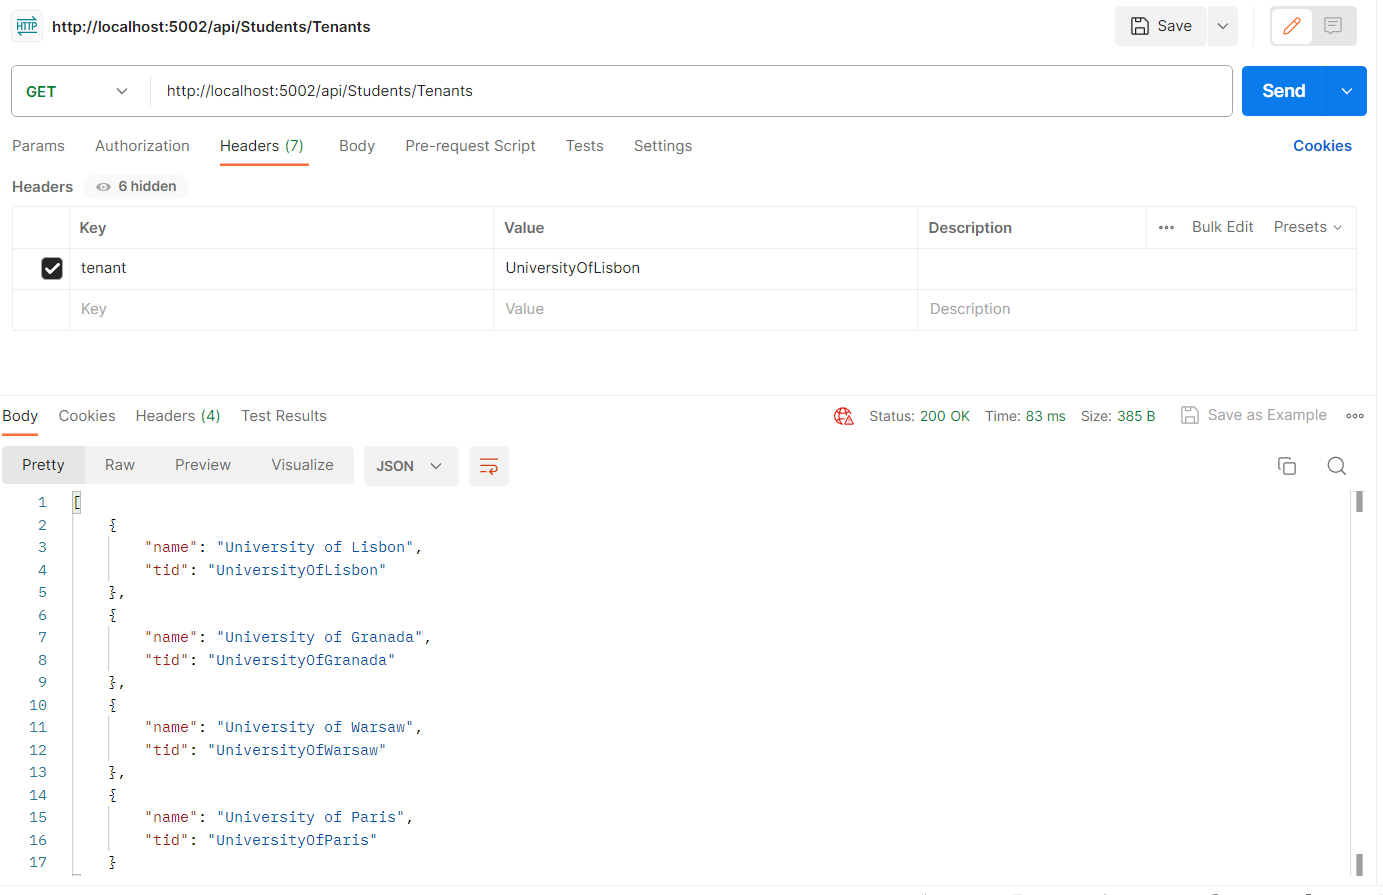 HTTP http://localhost:5002/api/Students/Tenants
Save
GET http://localhost:5002/api/Students/Tenants
Send
Params Authorization Headers (7) Body Pre-request Script Tests Settings Cookies
Headers 6 hidden
Key Value Description Bulk Edit Presets
tenant UniversityOfLisbon
Key Value Description
Body Cookies Headers (4) Test Results Status: 200 OK Time: 83 ms Size: 385 B Save as Example
Pretty Raw Preview Visualize JSON
1 [
2 {
3 "name": "University of Lisbon",
4 "tid": "UniversityOfLisbon"
5 },
6 {
7 "name": "University of Granada",
8 "tid": "UniversityOfGranada"
9 },
10 {
11 "name": "University of Warsaw",
12 "tid": "UniversityOfWarsaw"
13 },
14 {
15 "name": "University of Paris",
16 "tid": "UniversityOfParis"
17 }